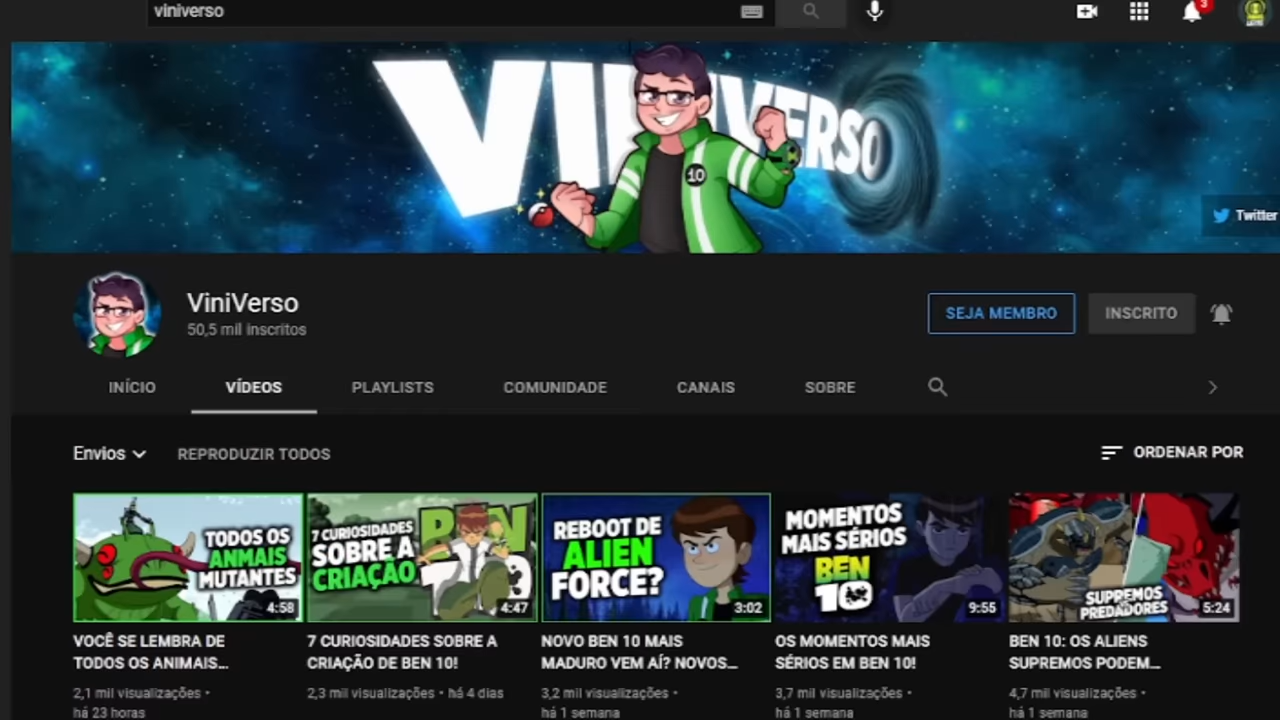 viniverso
3
VINIVERSO
10
Twitter
ViniVerso
50,5 mil inscritos
SEJA MEMBRO
INSCRITO
INÍCIO
VÍDEOS
PLAYLISTS
COMUNIDADE
CANAIS
SOBRE
Envios
REPRODUZIR TODOS
ORDENAR POR
TODOS OS
ANMAIS
MUTANTES
4:58
7 CURIOSIDADES
SOBRE A
CRIAÇÃO
BEN
10
4:47
REBOOT DE
ALIEN
FORCE?
3:02
MOMENTOS
MAIS SÉRIOS
BEN
10
9:55
SUPREMOS
PREDADORES
5:24
VOCÊ SE LEMBRA DE
TODOS OS ANIMAIS...
2,1 mil visualizações •
há 23 horas
7 CURIOSIDADES SOBRE A
CRIAÇÃO DE BEN 10!
2,3 mil visualizações • há 4 dias
NOVO BEN 10 MAIS
MADURO VEM AÍ? NOVOS...
3,2 mil visualizações •
há 1 semana
OS MOMENTOS MAIS
SÉRIOS EM BEN 10!
3,7 mil visualizações •
há 1 semana
BEN 10: OS ALIENS
SUPREMOS PODEM...
4,7 mil visualizações •
há 1 semana